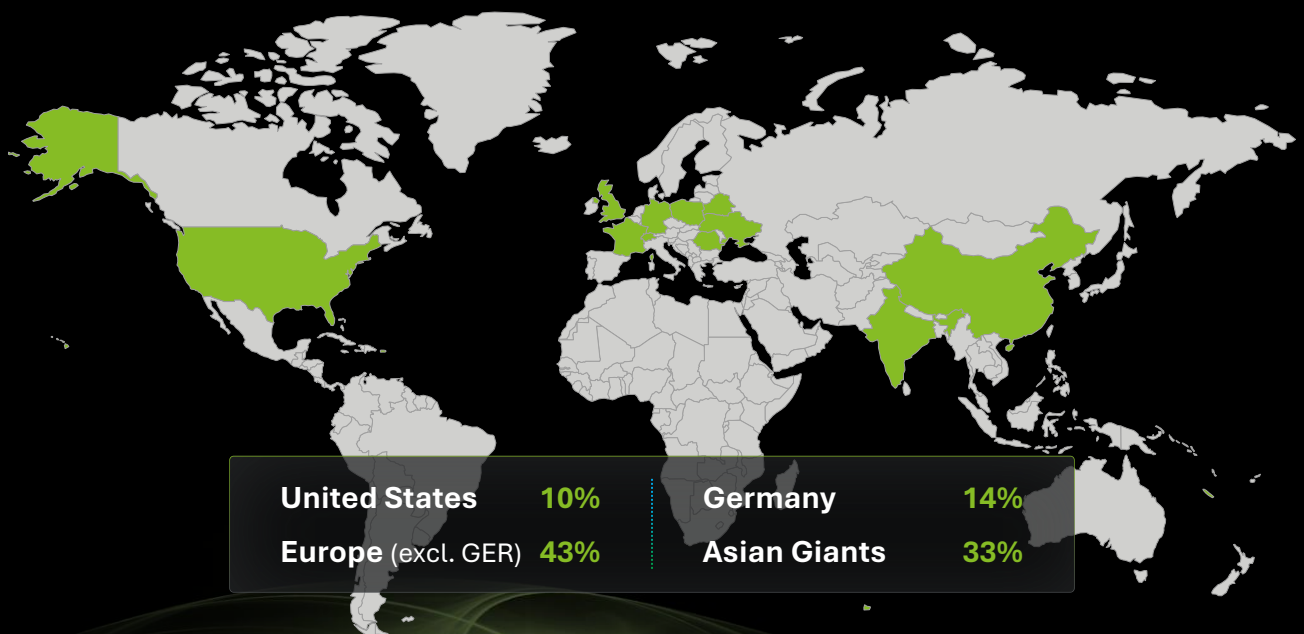 United States 10%
Europe (excl. GER) 43%
Germany 14%
Asian Giants 33%